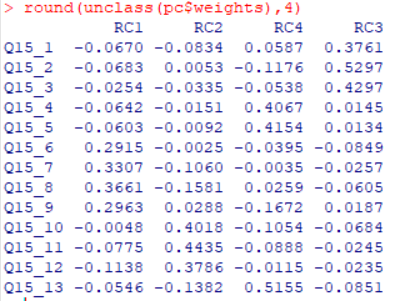 > round(unclass(pc$weights),4)
RC1 RC2 RC4 RC3
Q15_1 -0.0670 -0.0834 0.0587 0.3761
Q15_2 -0.0683 0.0053 -0.1176 0.5297
Q15_3 -0.0254 -0.0335 -0.0538 0.4297
Q15_4 -0.0642 -0.0151 0.4067 0.0145
Q15_5 -0.0603 -0.0092 0.4154 0.0134
Q15_6 0.2915 -0.0025 -0.0395 -0.0849
Q15_7 0.3307 -0.1060 -0.0035 -0.0257
Q15_8 0.3661 -0.1581 0.0259 -0.0605
Q15_9 0.2963 0.0288 -0.1672 0.0187
Q15_10 -0.0048 0.4018 -0.1054 -0.0684
Q15_11 -0.0775 0.4435 -0.0888 -0.0245
Q15_12 -0.1138 0.3786 -0.0115 -0.0235
Q15_13 -0.0546 -0.1382 0.5155 -0.0851